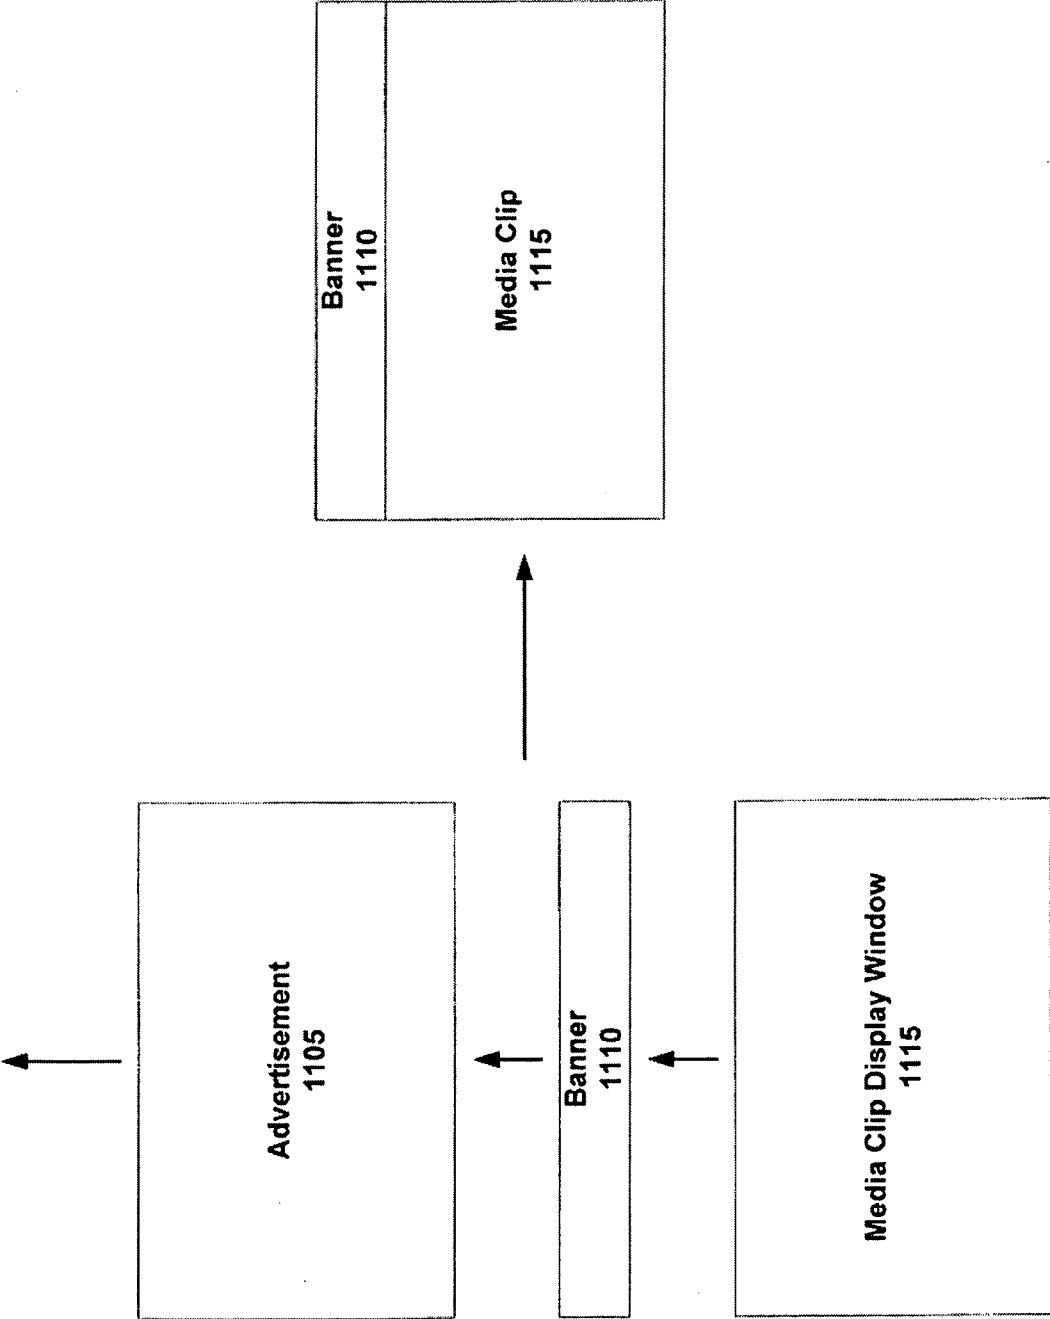 Advertisement
1105
Banner
1110
Media Clip Display Window
1115
Banner
1110
Media Clip
1115